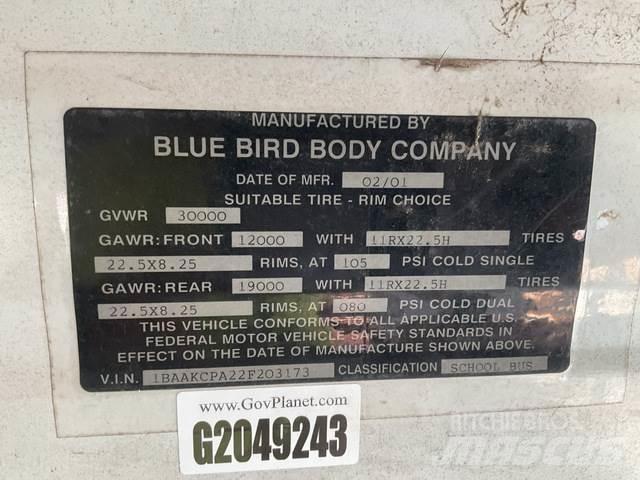 MANUFACTURED BY
BLUE BIRD BODY COMPANY
DATE OF MFR. 02/01
SUITABLE TIRE - RIM CHOICE
GVWR 30000
GAWR: FRONT 12000 WITH 11RX22.5H TIRES
22.5X8.25 RIMS, AT 105 PSI COLD SINGLE
GAWR: REAR 19000 WITH 11RX22.5H TIRES
22.5X8.25 RIMS, AT 080 PSI COLD DUAL
THIS VEHICLE CONFORMS TO ALL APPLICABLE U.S.
FEDERAL MOTOR VEHICLE SAFETY STANDARDS IN
EFFECT ON THE DATE OF MANUFACTURE SHOWN ABOVE.
V.I.N. 1BAAKCPA22F203173 CLASSIFICATION SCHOOL BUS
www.GovPlanet.com
G2049243
RITCHIE BROS
MASCUS